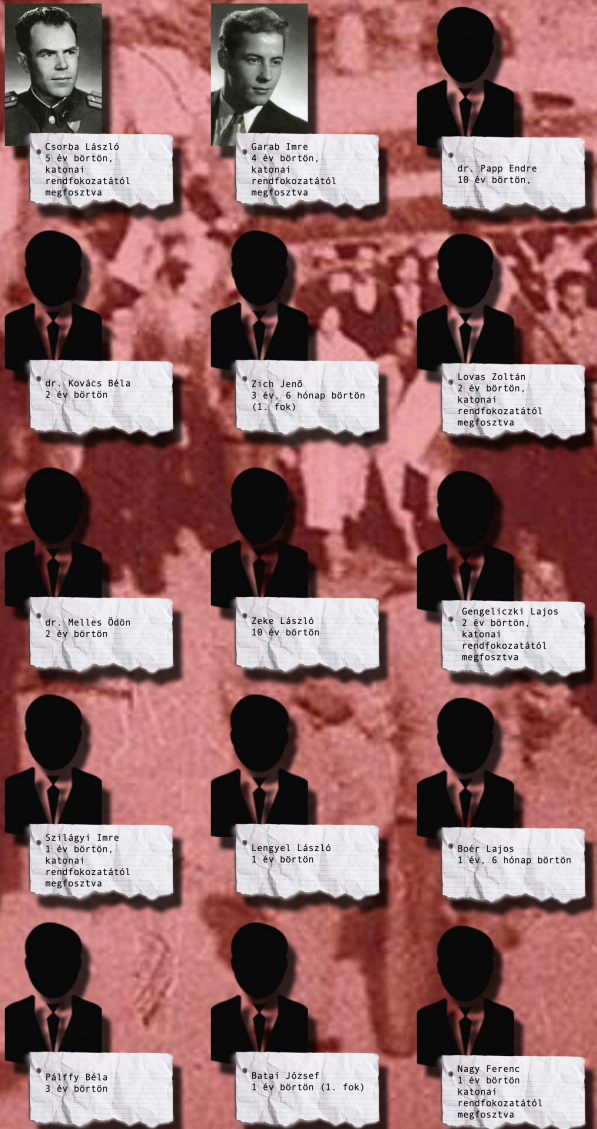 Csorba László
5 év börtön,
katonai
rendfokozatától
megfosztva
Garab Imre
4 év börtön,
katonai
rendfokozatától
megfosztva
dr. Papp Endre
10 év börtön,
dr. Kovács Béla
2 év börtön
Zich Jenő
3 év, 6 hónap börtön
(1. fok)
Lovas Zoltán
2 év börtön,
katonai
rendfokozatától
megfosztva
dr. Melles Ödön
2 év börtön
Zeke László
10 év börtön
Gengeliczki Lajos
2 év börtön,
katonai
rendfokozatától
megfosztva
Szilágyi Imre
1 év börtön,
katonai
rendfokozatától
megfosztva
Lengyel László
1 év börtön
Boér Lajos
1 év, 6 hónap börtön
Pálffy Béla
3 év börtön
Batai József
1 év börtön (1. fok)
Nagy Ferenc
1 év börtön
katonai
rendfokozatától
megfosztva